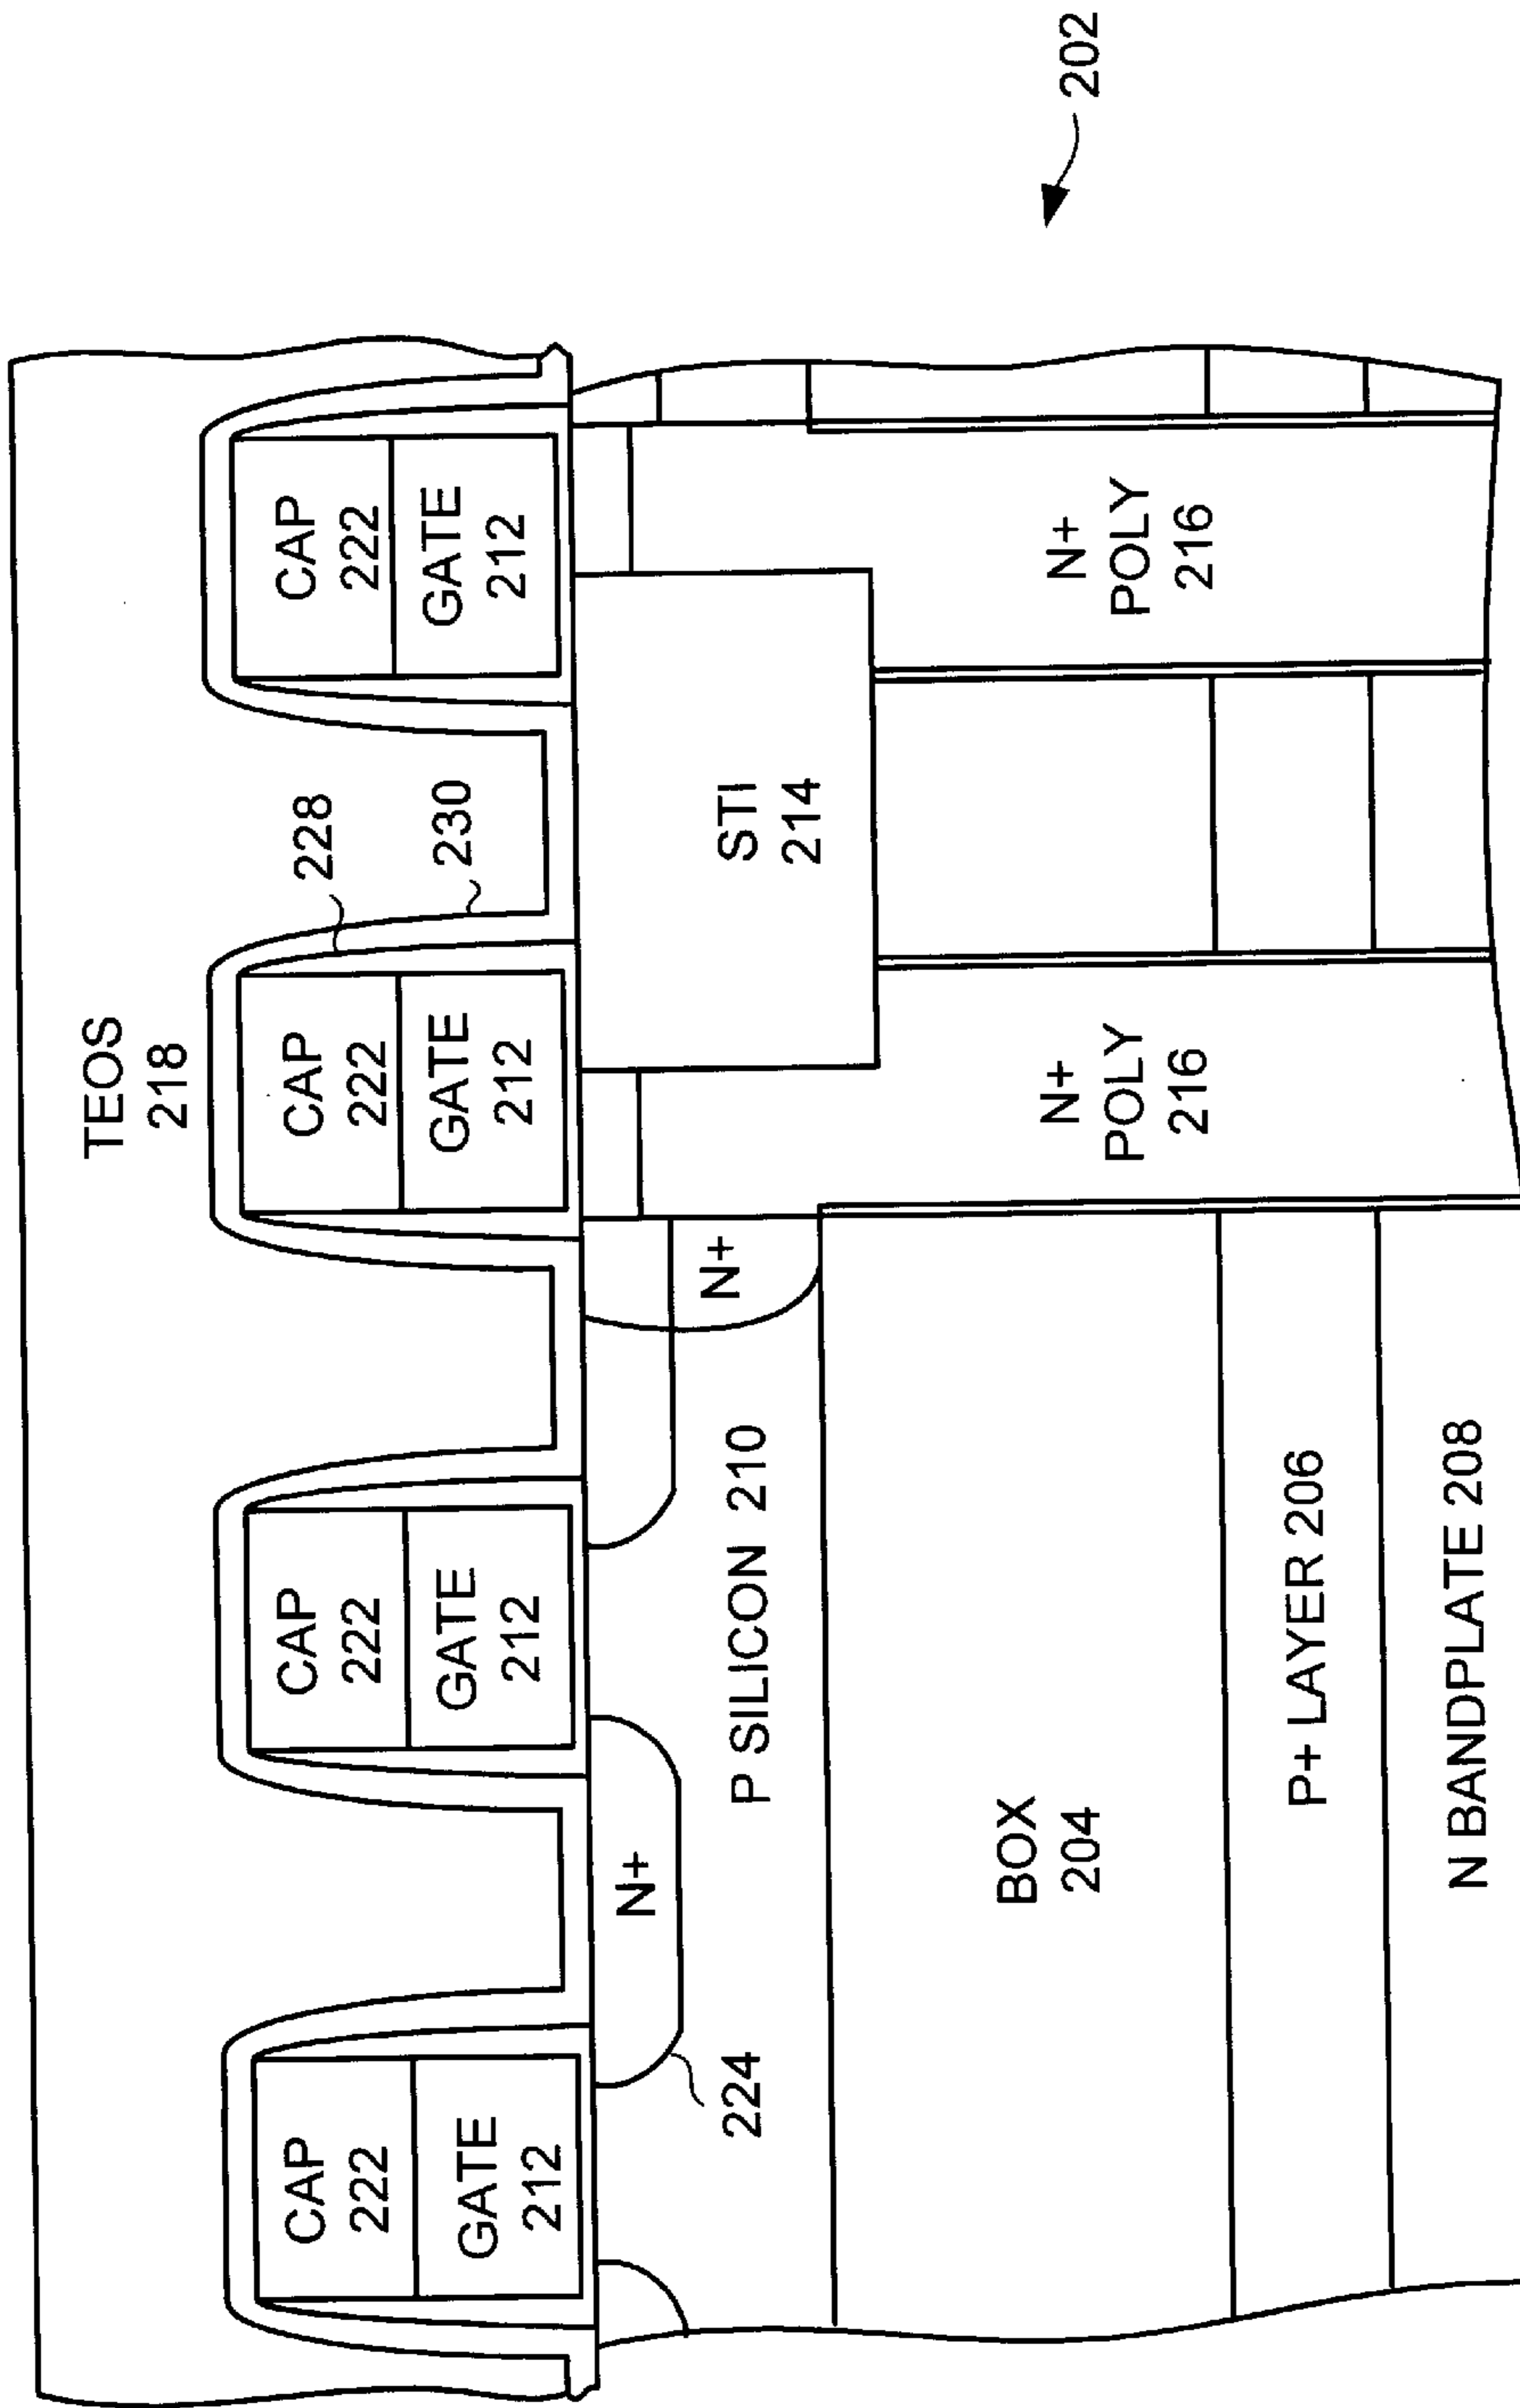 TEOS
218
228
230
CAP
222
GATE
212
CAP
222
GATE
212
CAP
222
GATE
212
CAP
222
GATE
212
N+
224
P SILICON 210
N+
STI
214
BOX
204
N+
POLY
216
N+
POLY
216
P+ LAYER 206
N BANDPLATE 208
202